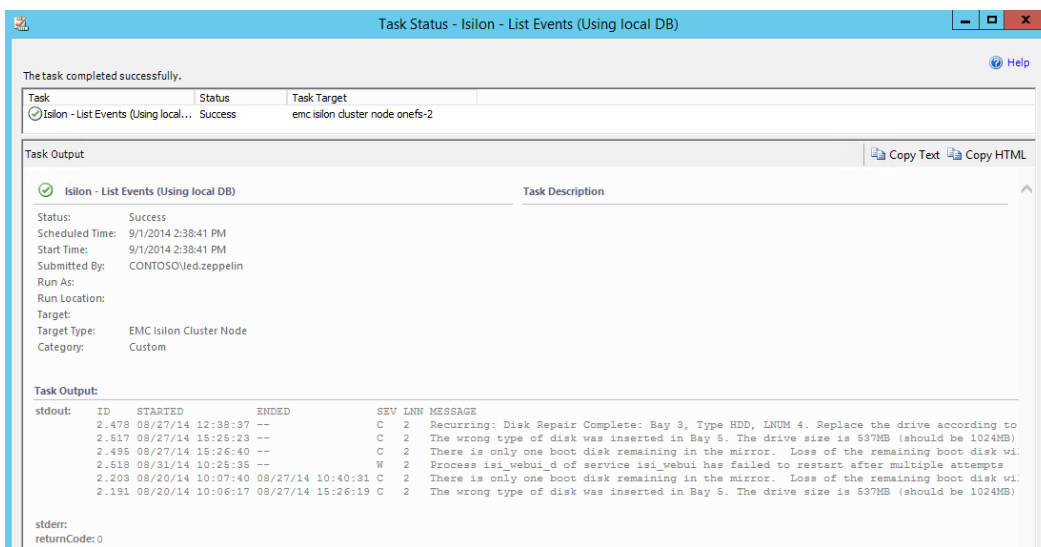 Task Status - Isilon - List Events (Using local DB)
Help
The task completed successfully.
Task Status Task Target
Isilon - List Events (Using local... Success emc isilon cluster node onefs-2
Task Output Copy Text Copy HTML
Isilon - List Events (Using local DB) Task Description
Status: Success
Scheduled Time: 9/1/2014 2:38:41 PM
Start Time: 9/1/2014 2:38:41 PM
Submitted By: CONTOSO\led.zeppelin
Run As:
Run Location:
Target:
Target Type: EMC Isilon Cluster Node
Category: Custom
Task Output:
stdout: ID STARTED ENDED SEV LNN MESSAGE
2.478 08/27/14 12:38:37 -- C 2 Recurring: Disk Repair Complete: Bay 3, Type HDD, LNUM 4. Replace the drive according to
2.517 08/27/14 15:25:23 -- C 2 The wrong type of disk was inserted in Bay 5. The drive size is 537MB (should be 1024MB)
2.495 08/27/14 15:26:40 -- C 2 There is only one boot disk remaining in the mirror. Loss of the remaining boot disk wil
2.518 08/31/14 10:25:35 -- W 2 Process isi_webui_d of service isi_webui has failed to restart after multiple attempts
2.203 08/20/14 10:07:40 08/27/14 10:40:31 C 2 There is only one boot disk remaining in the mirror. Loss of the remaining boot disk wil
2.191 08/20/14 10:06:17 08/27/14 15:26:19 C 2 The wrong type of disk was inserted in Bay 5. The drive size is 537MB (should be 1024MB)
stderr:
returnCode: 0